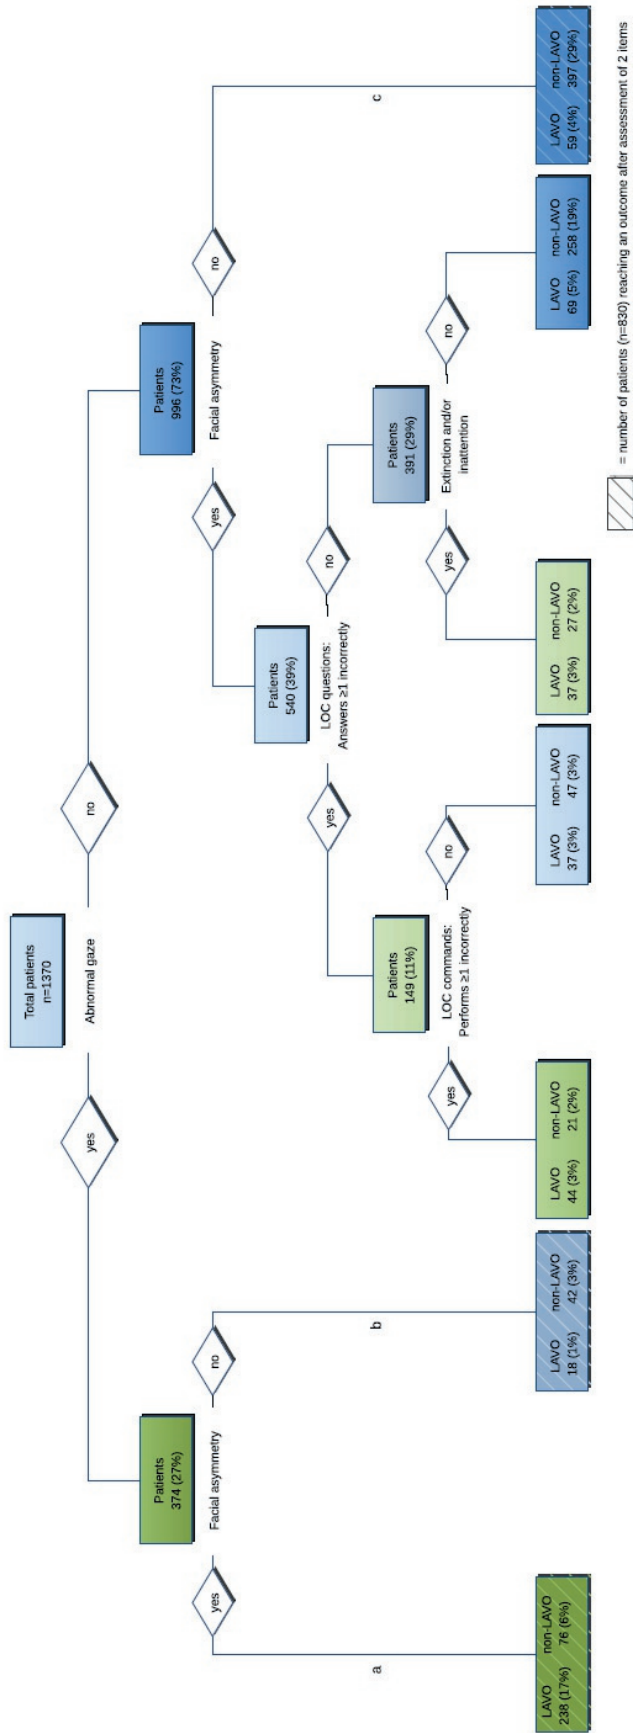 Total patients
n=1370
Abnormal gaze
yes
no
Patients
374 (27%)
Patients
996 (73%)
Facial asymmetry
Facial asymmetry
yes
no
yes
no
Patients
540 (39%)
LOC questions:
Answers ≥1 incorrectly
yes
no
a
b
c
Patients
149 (11%)
Patients
391 (29%)
LOC commands:
Performs ≥1 incorrectly
Extinction and/or
inattention
yes
no
yes
no
LAVO non-LAVO
238 (17%) 76 (6%)
LAVO non-LAVO
18 (1%) 42 (3%)
LAVO non-LAVO
44 (3%) 21 (2%)
LAVO non-LAVO
37 (3%) 47 (3%)
LAVO non-LAVO
37 (3%) 27 (2%)
LAVO non-LAVO
69 (5%) 258 (19%)
LAVO non-LAVO
59 (4%) 397 (29%)
= number of patients (n=830) reaching an outcome after assessment of 2 items